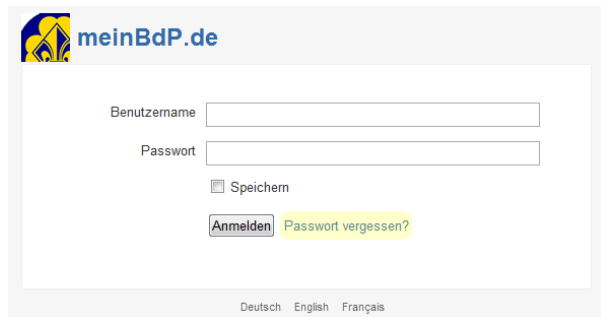 meinBdP.de
Benutzername
Passwort
Speichern
Anmelden Passwort vergessen?
Deutsch English Français